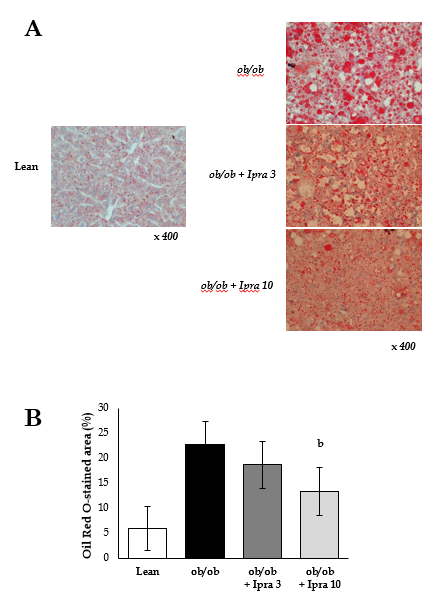 A
ob/ob
Lean
ob/ob + Ipra 3
x 400
ob/ob + Ipra 10
x 400
B
Oil Red O-stained area (%)
30
25
20
15
10
5
0
b
Lean ob/ob ob/ob ob/ob
+ Ipra 3 + Ipra 10